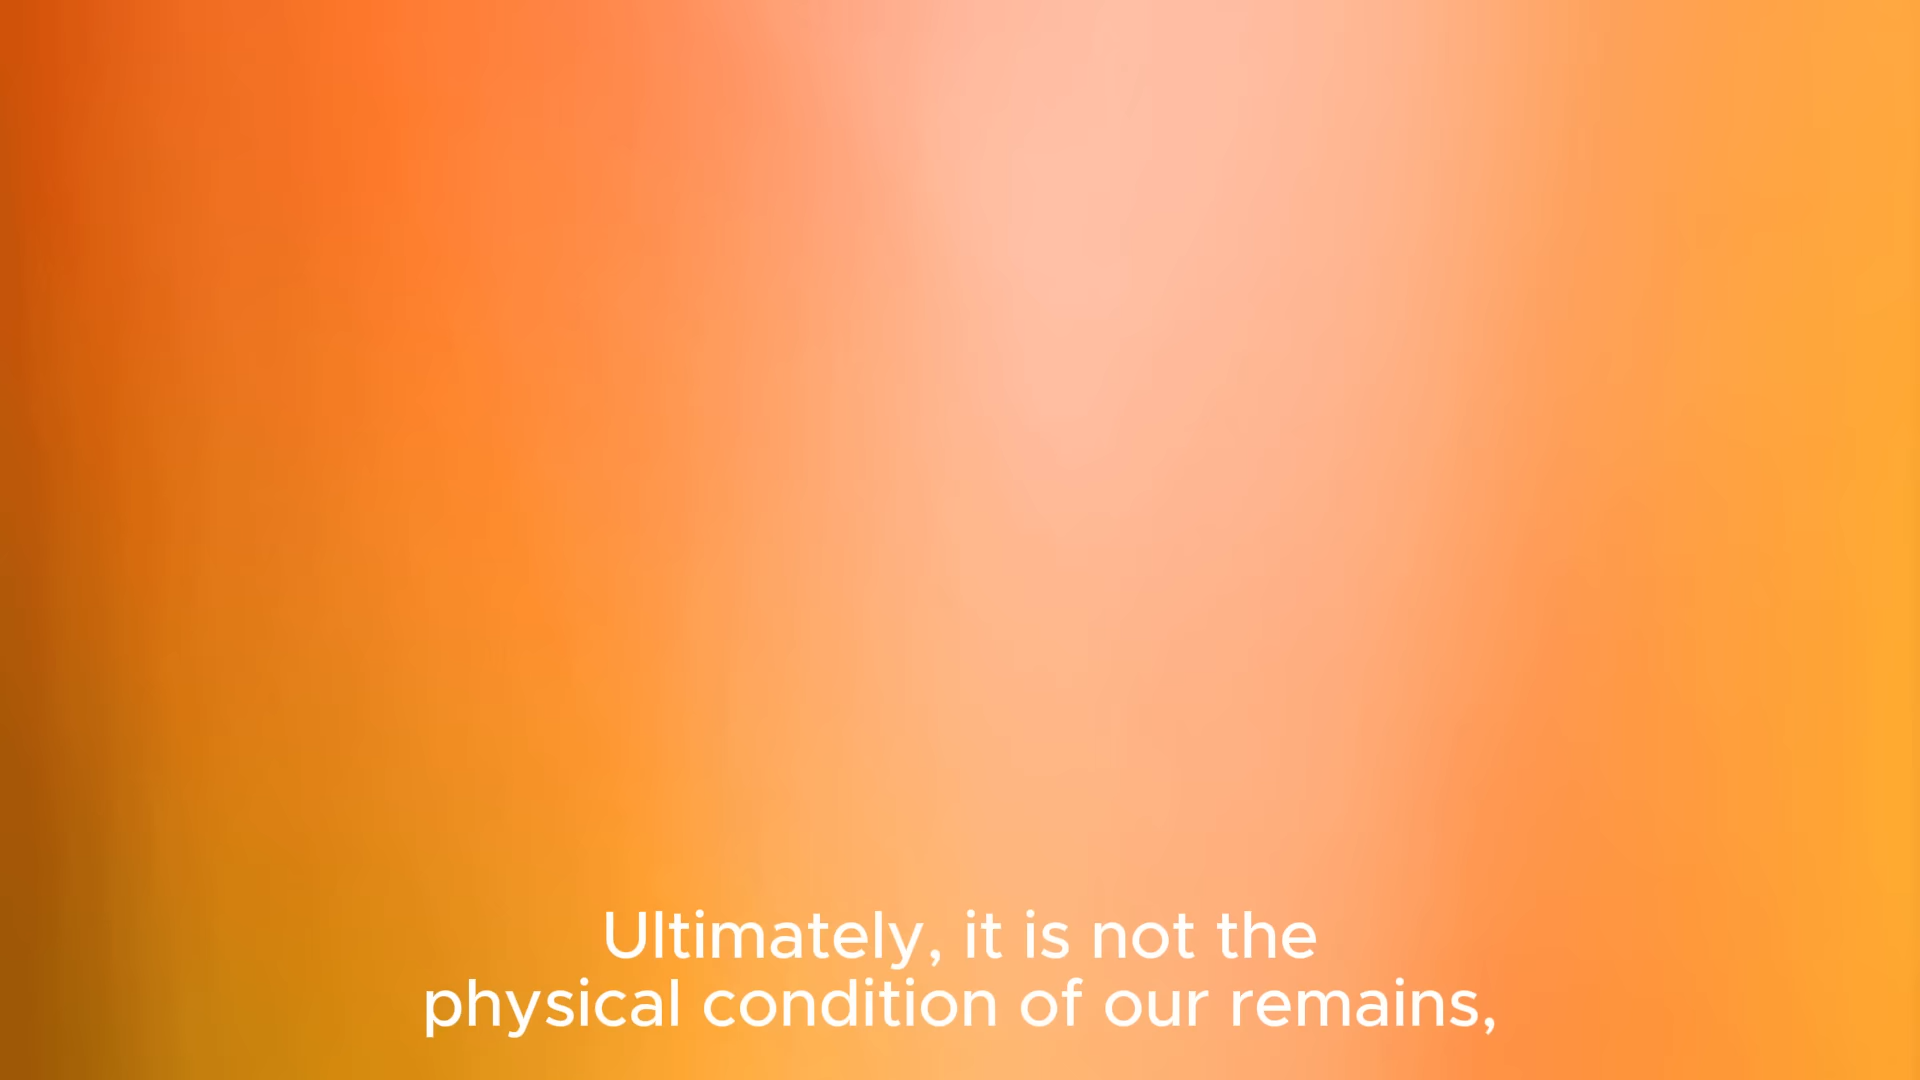 Ultimately, it is not the
physical condition of our remains,